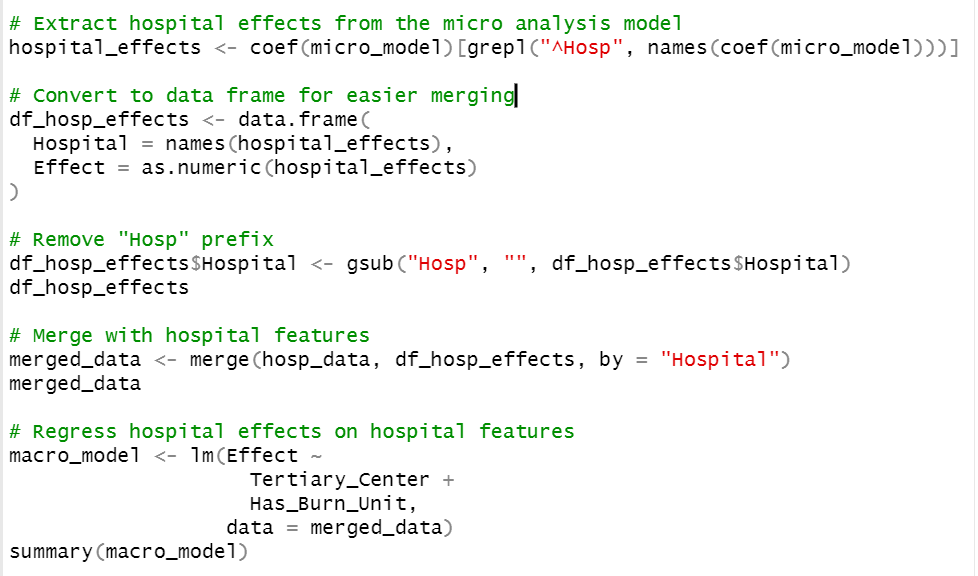 # Extract hospital effects from the micro analysis model
hospital_effects <- coef(micro_model)[grepl("^Hosp", names(coef(micro_model)))]
# Convert to data frame for easier merging
df_hosp_effects <- data.frame(
  Hospital = names(hospital_effects),
  Effect = as.numeric(hospital_effects)
)
# Remove "Hosp" prefix
df_hosp_effects$Hospital <- gsub("Hosp", "", df_hosp_effects$Hospital)
df_hosp_effects
# Merge with hospital features
merged_data <- merge(hosp_data, df_hosp_effects, by = "Hospital")
merged_data
# Regress hospital effects on hospital features
macro_model <- lm(Effect ~
                    Tertiary_Center +
                    Has_Burn_Unit,
                  data = merged_data)
summary(macro_model)